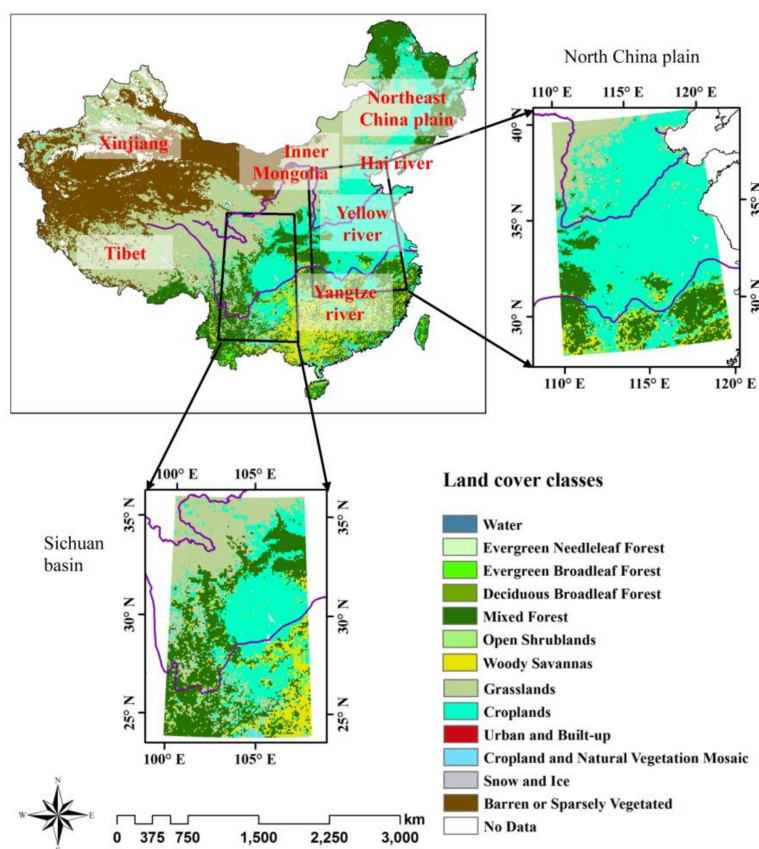 North China plain
110° E
115° E
120° E
Northeast
China plain
Xinjiang
Inner
Mongolia
Hai river
Tibet
Yellow
river
Yangtze
river
40° N
35° N
30° N
35° N
30° N
110° E
115° E
120° E
100° E
105° E
Sichuan
basin
35° N
30° N
25° N
35° N
30° N
25° N
100° E
105° E
Land cover classes
Water
Evergreen Needleleaf Forest
Evergreen Broadleaf Forest
Deciduous Broadleaf Forest
Mixed Forest
Open Shrublands
Woody Savannas
Grasslands
Croplands
Urban and Built-up
Cropland and Natural Vegetation Mosaic
Snow and Ice
Barren or Sparsely Vegetated
No Data
N
W
E
km
0 375 750 1,500 2,250 3,000